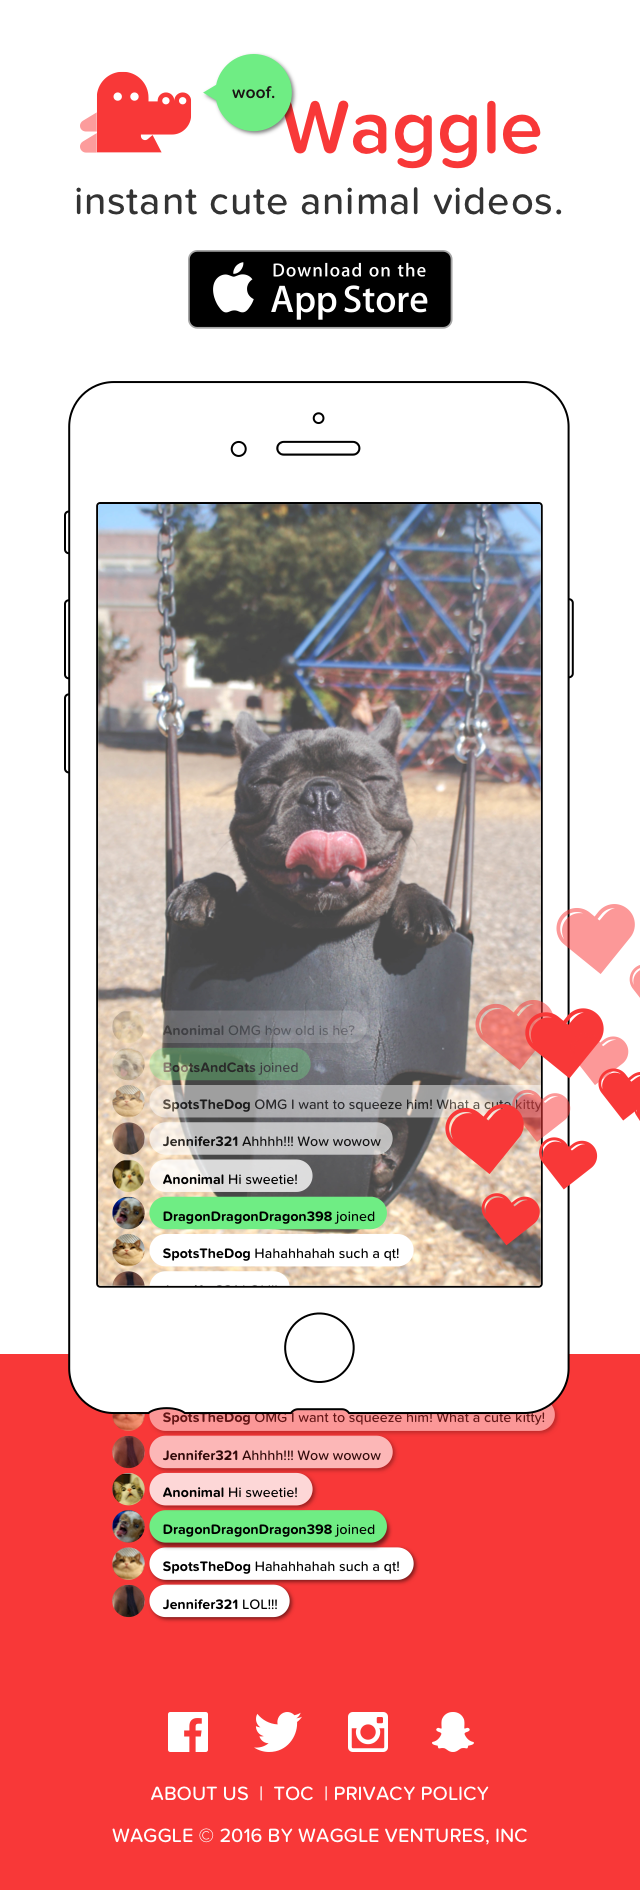 woof.
Waggle
instant cute animal videos.
Download on the
App Store
Anonimal OMG how old is he?
BootsAndCats joined
SpotsTheDog OMG I want to squeeze him! What a cute kitty
Jennifer321 Ahhhh!!! Wow wowow
Anonimal Hi sweetie!
DragonDragonDragon398 joined
SpotsTheDog Hahahhahah such a qt!
SpotsTheDog OMG I want to squeeze him! What a cute kitty!
Jennifer321 Ahhhh!!! Wow wowow
Anonimal Hi sweetie!
DragonDragonDragon398 joined
SpotsTheDog Hahahhahah such a qt!
Jennifer321 LOL!!!
ABOUT US | TOC | PRIVACY POLICY
WAGGLE © 2016 BY WAGGLE VENTURES, INC